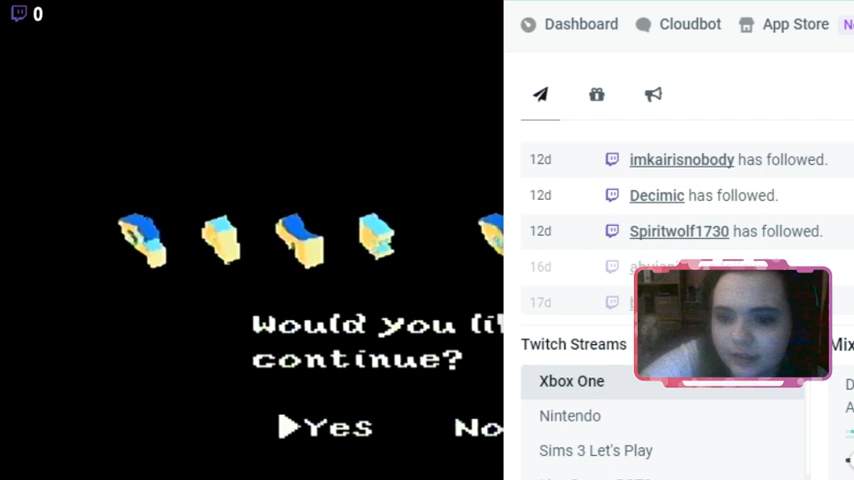 0
Dashboard Cloudbot App Store
12d imkairisnobody has followed.
12d Decimic has followed.
12d Spiritwolf1730 has followed.
16d
17d
Would you li
continue?
Yes No
Twitch Streams
Xbox One
Nintendo
Sims 3 Let's Play